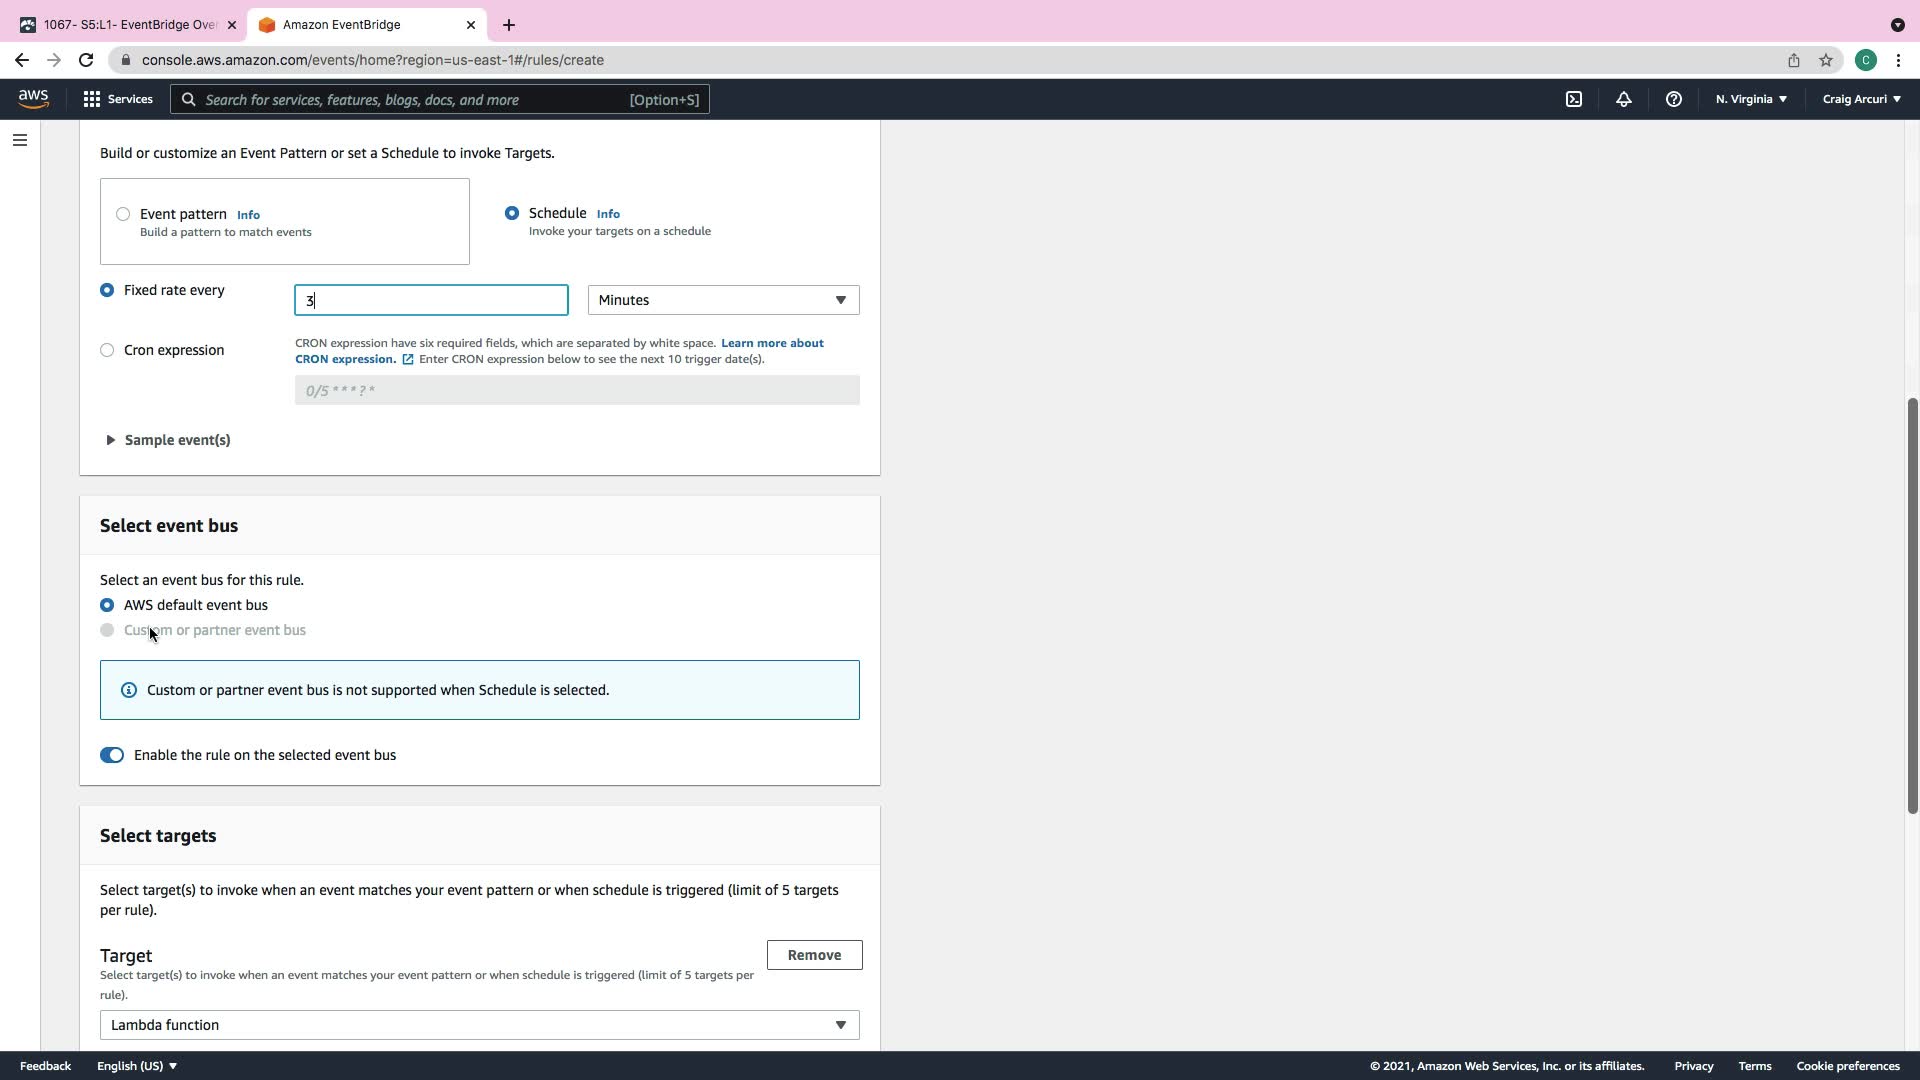 1067- S5:L1- EventBridge Ove
Amazon EventBridge
console.aws.amazon.com/events/home?region=us-east-1#/rules/create
C
aws
Services
Search for services, features, blogs, docs, and more
[Option+S]
N. Virginia
Craig Arcuri
Build or customize an Event Pattern or set a Schedule to invoke Targets.
Event pattern Info
Build a pattern to match events
Schedule Info
Invoke your targets on a schedule
Fixed rate every
3
Minutes
Cron expression
CRON expression have six required fields, which are separated by white space. Learn more about
CRON expression. Enter CRON expression below to see the next 10 trigger date(s).
0/5 * * * ? *
Sample event(s)
Select event bus
Select an event bus for this rule.
AWS default event bus
Custom or partner event bus
Custom or partner event bus is not supported when Schedule is selected.
Enable the rule on the selected event bus
Select targets
Select target(s) to invoke when an event matches your event pattern or when schedule is triggered (limit of 5 targets
per rule).
Target
Remove
Select target(s) to invoke when an event matches your event pattern or when schedule is triggered (limit of 5 targets per
rule).
Lambda function
Feedback
English (US)
© 2021, Amazon Web Services, Inc. or its affiliates.
Privacy
Terms
Cookie preferences